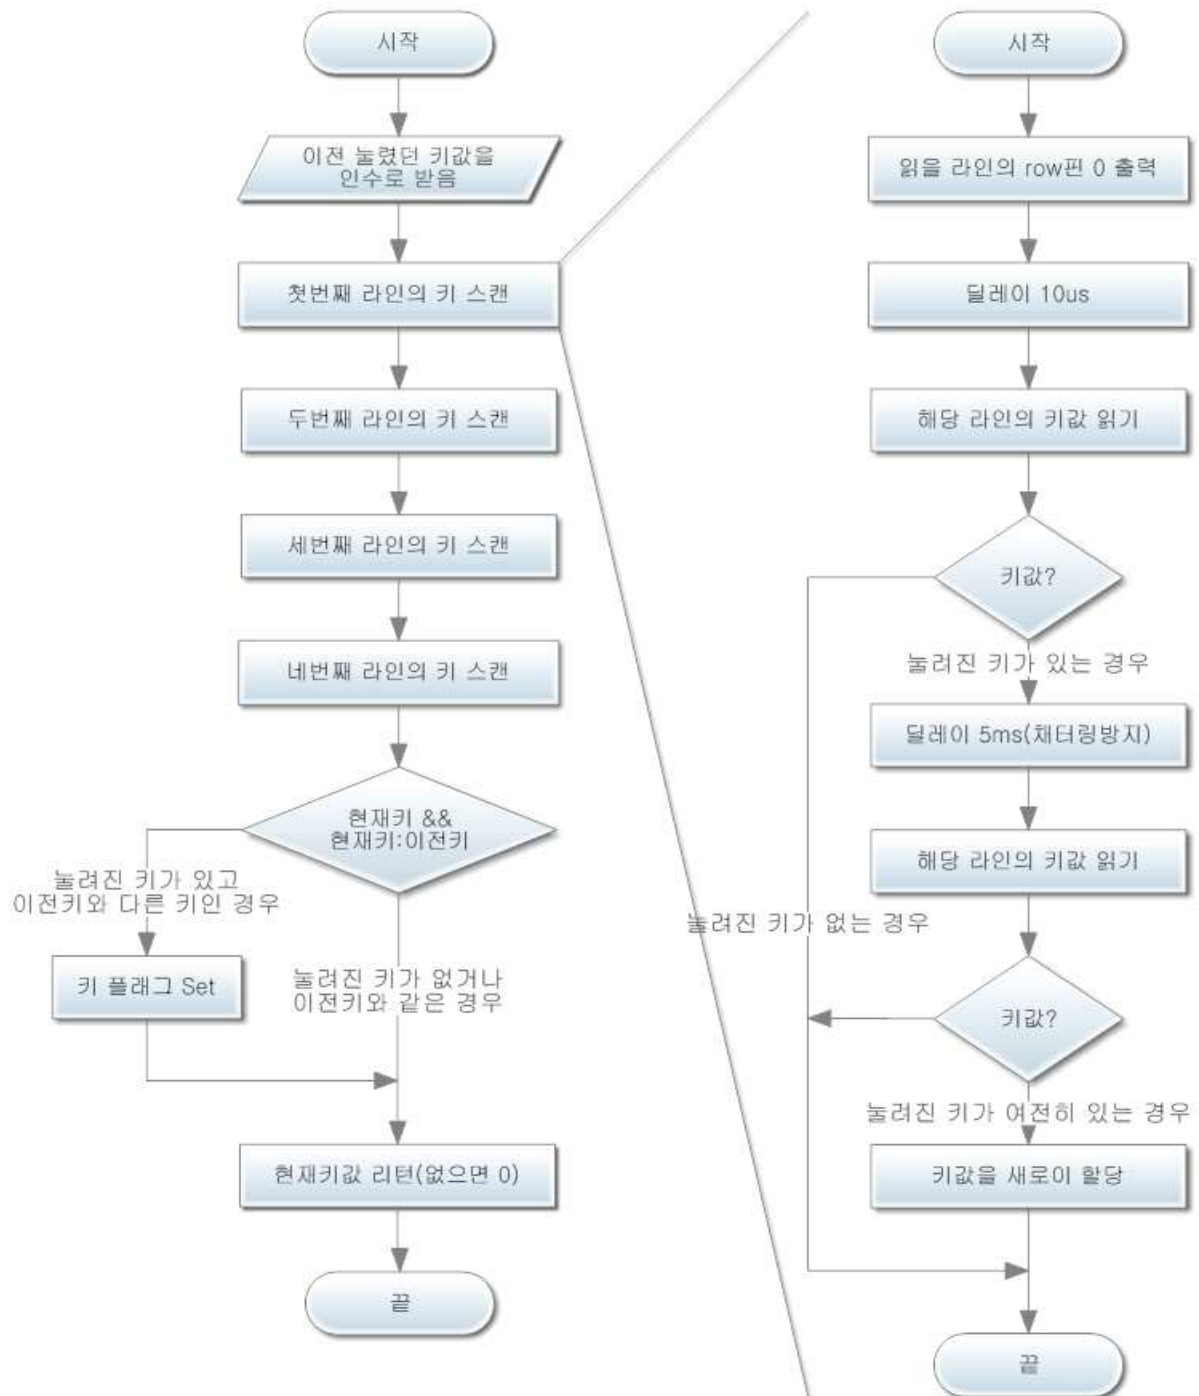 시작
이전 눌렸던 키값을
인수로 받음
첫번째 라인의 키 스캔
두번째 라인의 키 스캔
세번째 라인의 키 스캔
네번째 라인의 키 스캔
현재키 &&
현재키:이전키
눌려진 키가 있고
이전키와 다른 키인 경우
키 플래그 Set
눌려진 키가 없거나
이전키와 같은 경우
현재키값 리턴(없으면 0)
끝
시작
읽을 라인의 row핀 0 출력
딜레이 10us
해당 라인의 키값 읽기
키값?
눌려진 키가 있는 경우
딜레이 5ms(채터링방지)
해당 라인의 키값 읽기
눌려진 키가 없는 경우
키값?
눌려진 키가 여전히 있는 경우
키값을 새로이 할당
끝